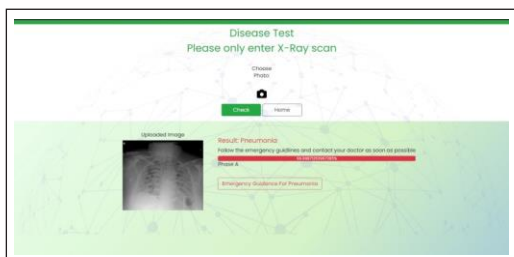 Disease Test
Please only enter X-Ray scan
Choose
Photo:
Check
Home
Uploaded Image
Result: Pneumonia
Follow the emergency guidlines and contact your doctor as soon as possible
Phase A
Emergency Guidance For Pneumonia